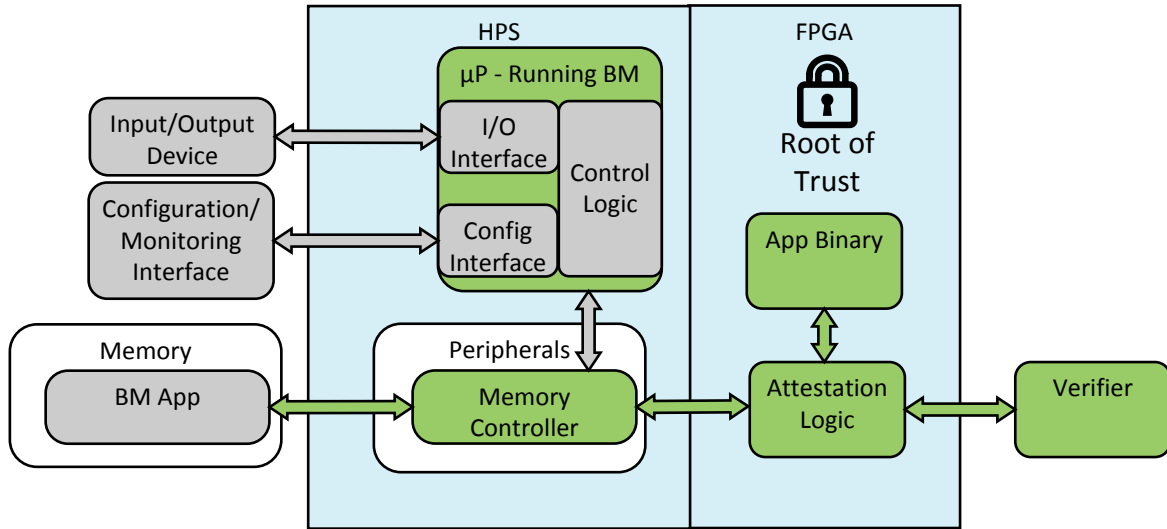 HPS
FPGA
µP - Running BM
Input/Output
Device
I/O
Interface
Control
Logic
Root of
Trust
Configuration/
Monitoring
Interface
Config
Interface
App Binary
Memory
BM App
Peripherals
Memory
Controller
Attestation
Logic
Verifier